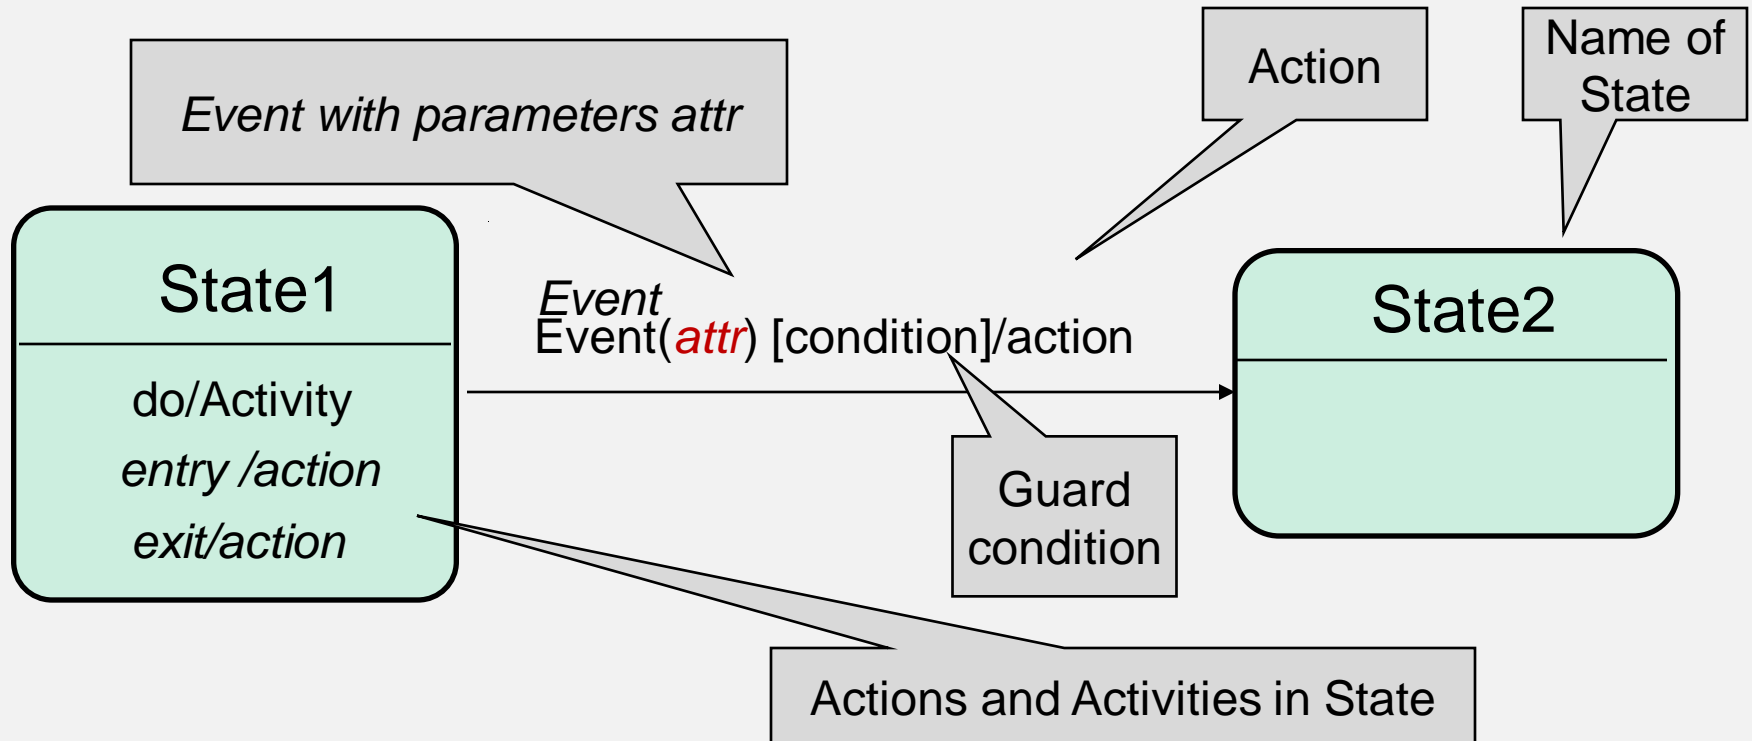 Event with parameters attr
Action
Name of
State
State1
do/Activity
entry /action
exit/action
Event
Event(attr) [condition]/action
State2
Guard
condition
Actions and Activities in State